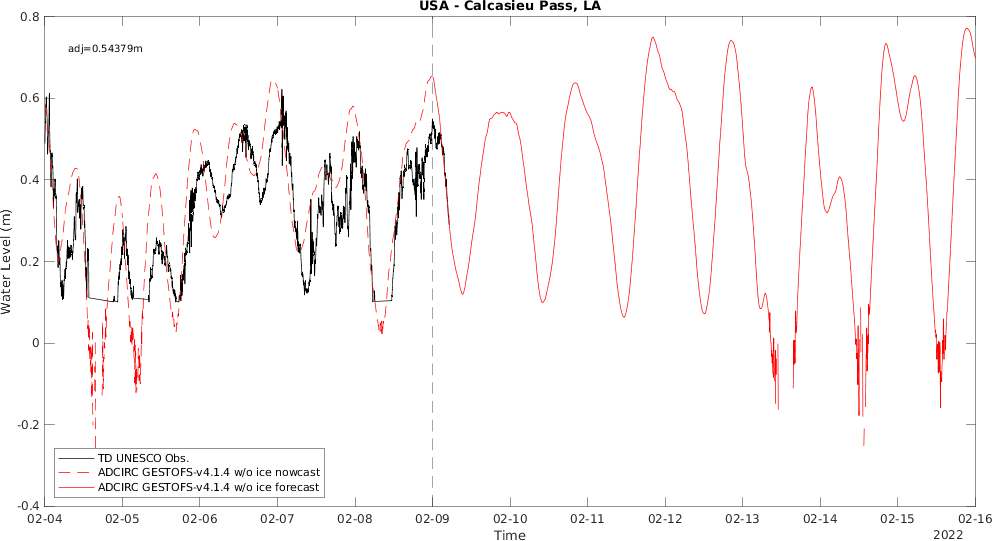 USA - Calcasieu Pass, LA
adj=0.54379m
Water Level (m)
0.8
0.6
0.4
0.2
0
-0.2
-0.4
TD UNESCO Obs.
ADCIRC GESTOFS-v4.1.4 w/o ice nowcast
ADCIRC GESTOFS-v4.1.4 w/o ice forecast
02-04 02-05 02-06 02-07 02-08 02-09 02-10 02-11 02-12 02-13 02-14 02-15 02-16
Time
2022